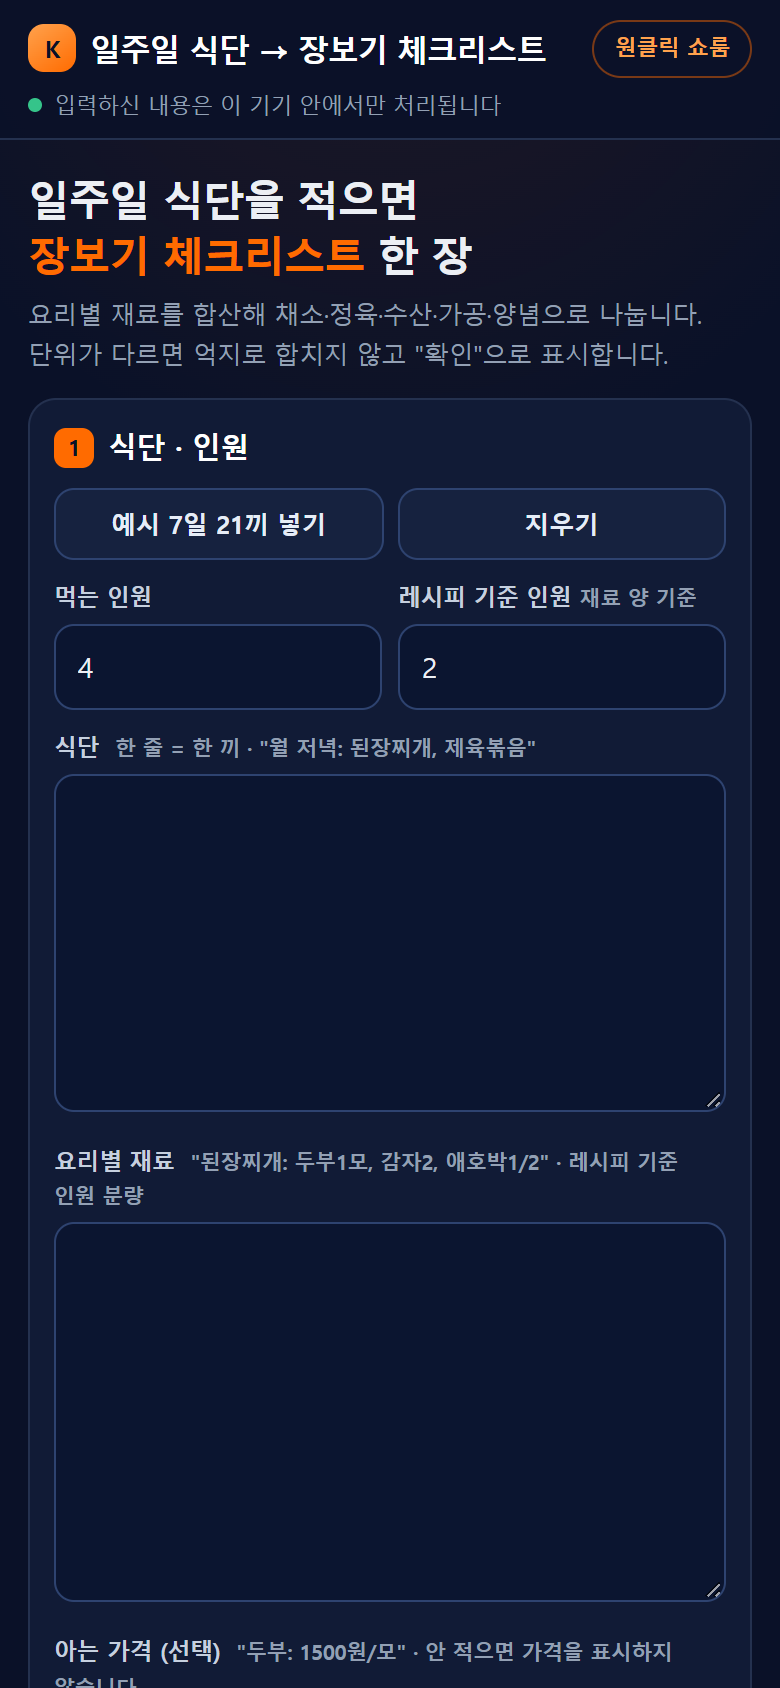 K 일주일 식단 → 장보기 체크리스트 원클릭 쇼룸
입력하신 내용은 이 기기 안에서만 처리됩니다
일주일 식단을 적으면
장보기 체크리스트 한 장
요리별 재료를 합산해 채소·정육·수산·가공·양념으로 나눕니다.
단위가 다르면 억지로 합치지 않고 "확인"으로 표시합니다.
1 식단 · 인원
예시 7일 21끼 넣기 지우기
먹는 인원 레시피 기준 인원 재료 양 기준
4 2
식단 한 줄 = 한 끼 · "월 저녁: 된장찌개, 제육볶음"
요리별 재료 "된장찌개: 두부1모, 감자2, 애호박1/2" · 레시피 기준
인원 분량
아는 가격 (선택) "두부: 1500원/모" · 안 적으면 가격을 표시하지
않습니다